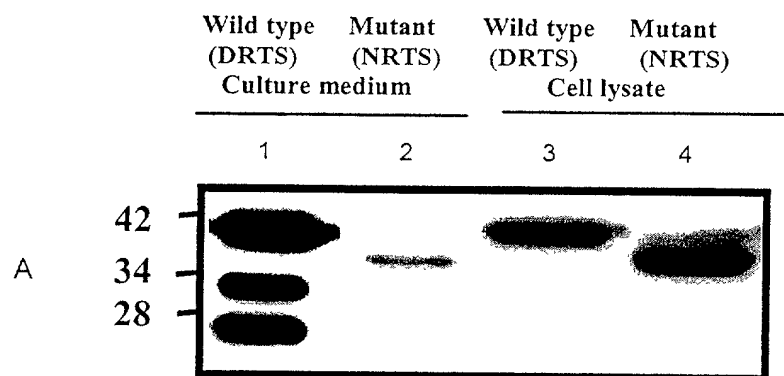 Wild type Mutant Wild type Mutant
(DRTS) (NRTS) (DRTS) (NRTS)
Culture medium Cell lysate
1 2 3 4
A
42
34
28